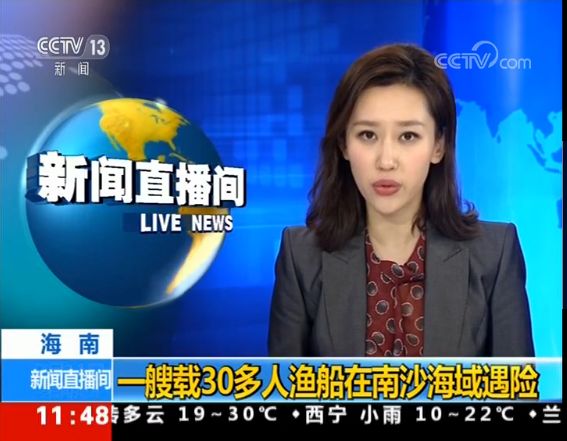 CCTV 13
新闻
CCTV.com
新闻直播间
LIVE NEWS
海南
新闻直播间
一艘载30多人渔船在南沙海域遇险
11:48
转多云 19～30℃ ●西宁 小雨 10～22℃ ●兰